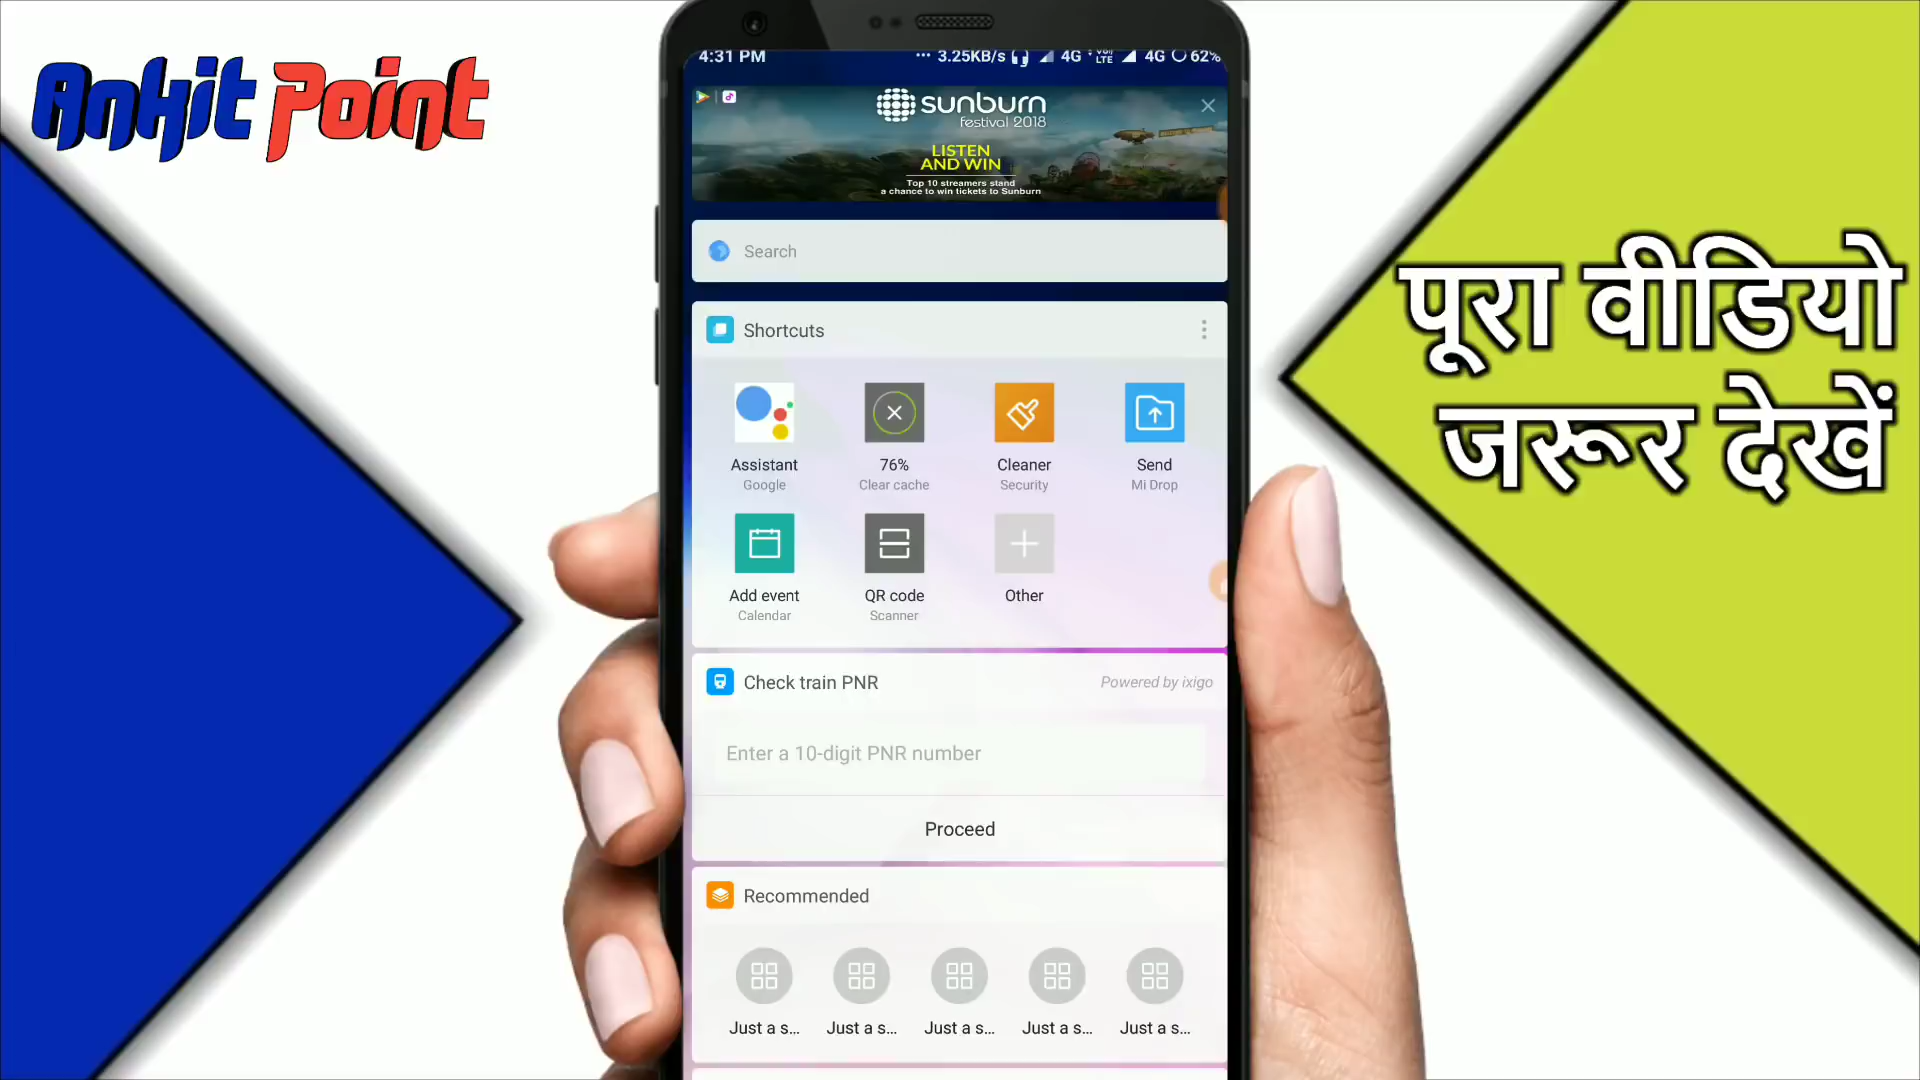 Ankit Point
4:31 PM
... 3.25KB/s 4G VoLTE 4G 62%
sunburn
festival 2018
LISTEN
AND WIN
Top 10 streamers stand
a chance to win tickets to Sunburn
Search
Shortcuts
Assistant
Google
76%
Clear cache
Cleaner
Security
Send
Mi Drop
Add event
Calendar
QR code
Scanner
Other
Check train PNR
Powered by ixigo
Enter a 10-digit PNR number
Proceed
Recommended
Just a s...
Just a s...
Just a s...
Just a s...
Just a s...
पूरा वीडियो
जरूर देखें